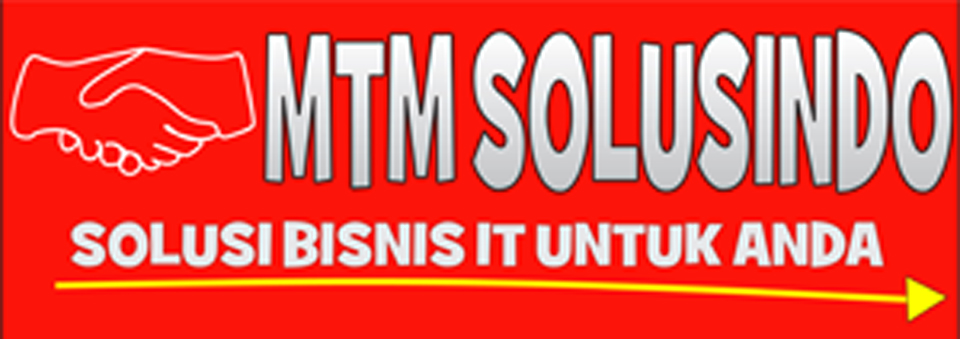 MTM SOLUSINDO
SOLUSI BISNIS IT UNTUK ANDA